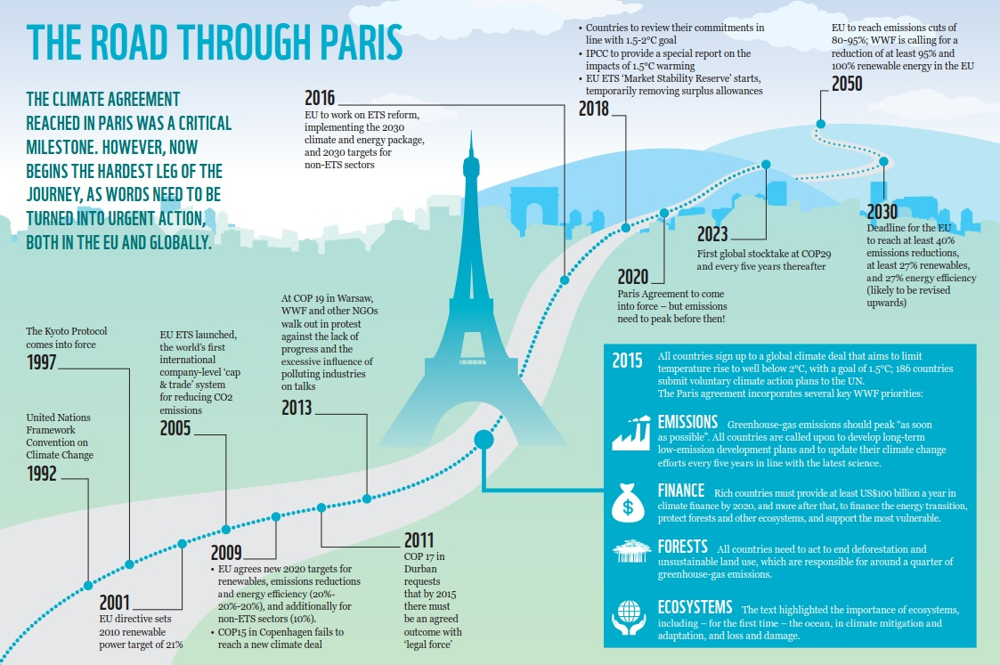 THE ROAD THROUGH PARIS
THE CLIMATE AGREEMENT
REACHED IN PARIS WAS A CRITICAL
MILESTONE. HOWEVER, NOW
BEGINS THE HARDEST LEG OF THE
JOURNEY, AS WORDS NEED TO BE
TURNED INTO URGENT ACTION,
BOTH IN THE EU AND GLOBALLY.
United Nations
Framework
Convention on
Climate Change
1992
The Kyoto Protocol
comes into force
1997
2001
EU directive sets
2010 renewable
power target of 21%
EU ETS launched,
the world's first
international
company-level 'cap
& trade' system
for reducing CO2
emissions
2005
2009
• EU agrees new 2020 targets for
renewables, emissions reductions
and energy efficiency (20%-
20%-20%), and additionally for
non-ETS sectors (10%).
• COP15 in Copenhagen fails to
reach a new climate deal
2011
COP 17 in
Durban
requests
that by 2015
there must
be an agreed
outcome with
'legal force'
At COP 19 in Warsaw,
WWF and other NGOs
walk out in protest
against the lack of
progress and the
excessive influence of
polluting industries
on talks
2013
2015
All countries sign up to a global climate deal that aims to limit
temperature rise to well below 2°C, with a goal of 1.5°C; 186 countries
submit voluntary climate action plans to the UN.
The Paris agreement incorporates several key WWF priorities:
EMISSIONS Greenhouse-gas emissions should peak "as soon
as possible". All countries are called upon to develop long-term
low-emission development plans and to update their climate change
efforts every five years in line with the latest science.
FINANCE Rich countries must provide at least US$100 billion a year in
climate finance by 2020, and more after that, to finance the energy transition,
protect forests and other ecosystems, and support the most vulnerable.
FORESTS All countries need to act to end deforestation and
unsustainable land use, which are responsible for around a quarter of
greenhouse-gas emissions.
ECOSYSTEMS The text highlighted the importance of ecosystems,
including – for the first time – the ocean, in climate mitigation and
adaptation, and loss and damage.
$
2016
EU to work on ETS reform,
implementing the 2030
climate and energy package,
and 2030 targets for
non-ETS sectors
• Countries to review their commitments in
line with 1.5-2°C goal
• IPCC to provide a special report on the
impacts of 1.5°C warming
• EU ETS 'Market Stability Reserve' starts,
temporarily removing surplus allowances
2018
2020
Paris Agreement to come
into force – but emissions
need to peak before then!
2023
First global stocktake at COP29
and every five years thereafter
2030
Deadline for the EU
to reach at least 40%
emissions reductions,
at least 27% renewables,
and 27% energy efficiency
(likely to be revised
upwards)
EU to reach emissions cuts of
80-95%; WWF is calling for a
reduction of at least 95% and
100% renewable energy in the EU
2050